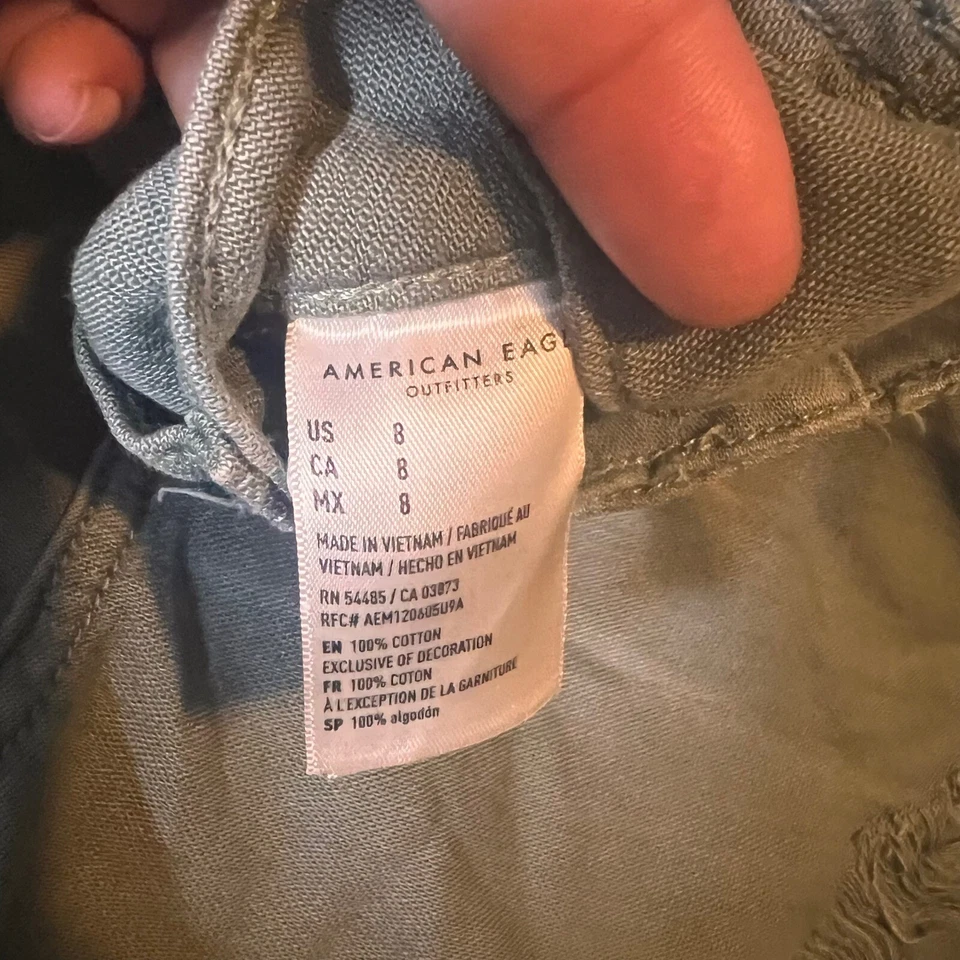 AMERICAN EAGL
OUTFITTERS
US 8
CA 8
MX 8
MADE IN VIETNAM / FABRIQUÉ AU
VIETNAM / HECHO EN VIETNAM
RN 54485 / CA 03873
RFC# AEM120605U9A
EN 100% COTTON
EXCLUSIVE OF DECORATION
FR 100% COTON
À L'EXCEPTION DE LA GARNITURE
SP 100% algodón